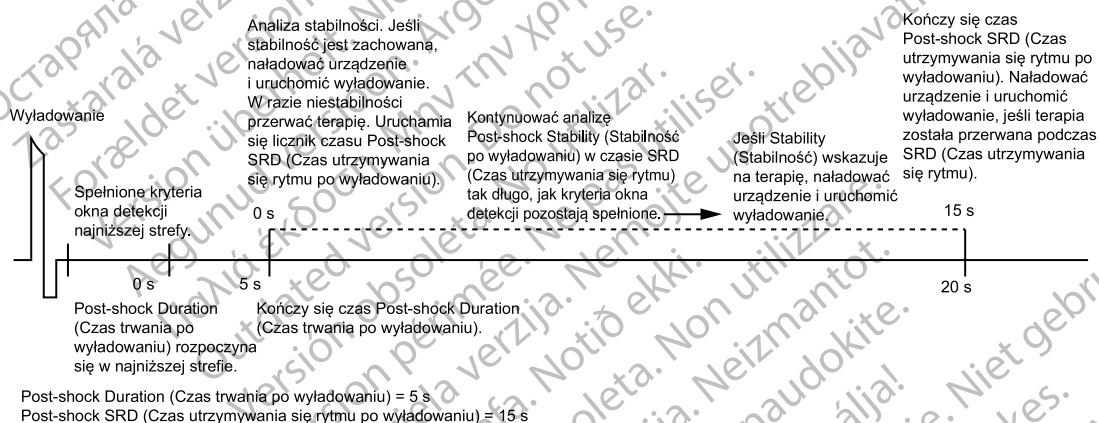 Wyładowanie
Spełnione kryteria
okna detekcji
najniższej strefy.
0 s
Post-shock Duration
(Czas trwania po
wyładowaniu) rozpoczyna
się w najniższej strefie.
Analiza stabilności. Jeśli
stabilność jest zachowana,
naładować urządzenie
i uruchomić wyładowanie.
W razie niestabilności
przerwać terapię. Uruchamia
się licznik czasu Post-shock
SRD (Czas utrzymywania
się rytmu po wyładowaniu).
0 s
5 s
Kończy się czas Post-shock Duration
(Czas trwania po wyładowaniu).
Kontynuować analizę
Post-shock Stability (Stabilność
po wyładowaniu) w czasie SRD
(Czas utrzymywania się rytmu)
tak długo, jak kryteria okna
detekcji pozostają spełnione.
Jeśli Stability
(Stabilność) wskazuje
na terapię, naładować
urządzenie i uruchomić
wyładowanie.
Kończy się czas
Post-shock SRD (Czas
utrzymywania się rytmu po
wyładowaniu). Naładować
urządzenie i uruchomić
wyładowanie, jeśli terapia
została przerwana podczas
SRD (Czas utrzymywania
się rytmu).
15 s
20 s
Post-shock Duration (Czas trwania po wyładowaniu) = 5 s
Post-shock SRD (Czas utrzymywania się rytmu po wyładowaniu) = 15 s
Outdated version. Do not use.